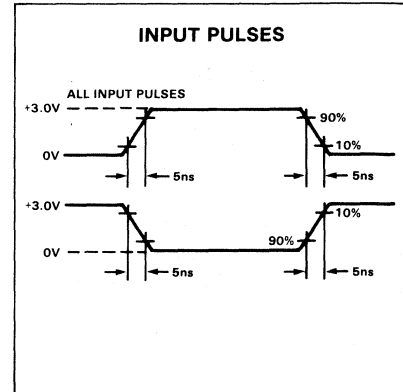 INPUT PULSES
ALL INPUT PULSES
+3.0V
90%
10%
0V
5ns
5ns
+3.0V
10%
90%
0V
5ns
5ns